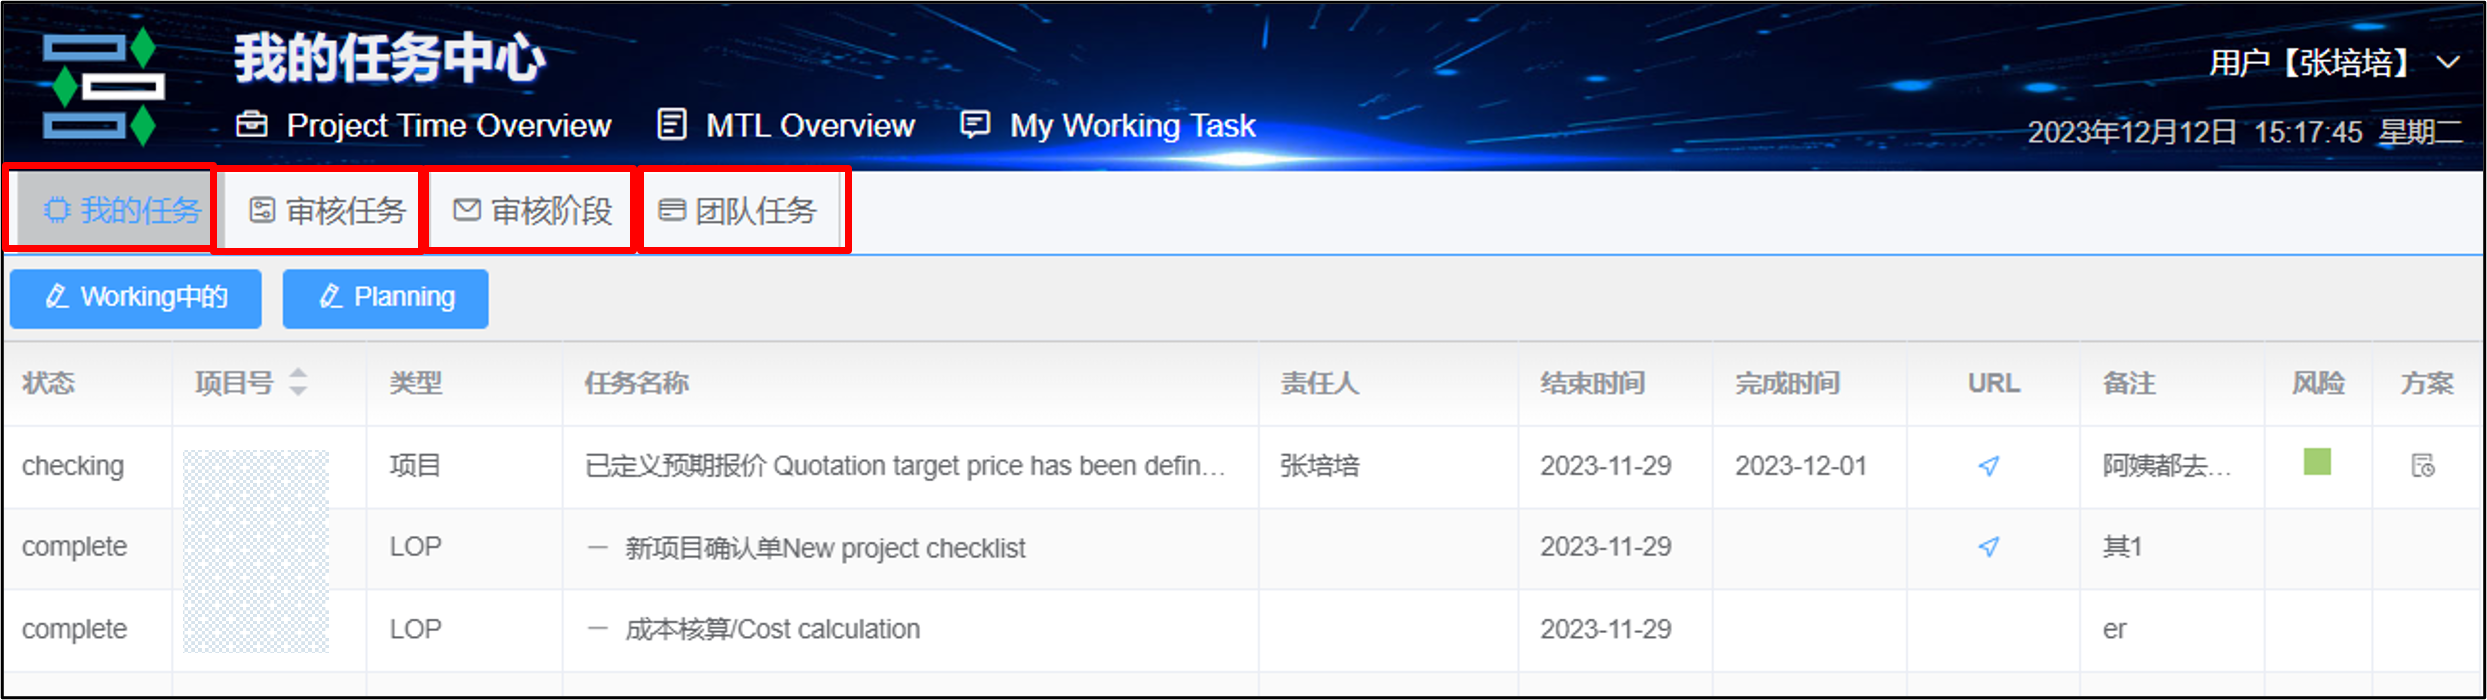 我的任务中心
用户【张培培】
Project Time Overview MTL Overview My Working Task
2023年12月12日 15:17:45 星期二
我的任务 审核任务 审核阶段 团队任务
Working中的 Planning
状态 项目号 类型 任务名称 责任人 结束时间 完成时间 URL 备注 风险 方案
checking 项目 已定义预期报价 Quotation target price has been defin... 张培培 2023-11-29 2023-12-01 阿姨都去...
complete LOP — 新项目确认单New project checklist 2023-11-29 其1
complete LOP — 成本核算/Cost calculation 2023-11-29 er